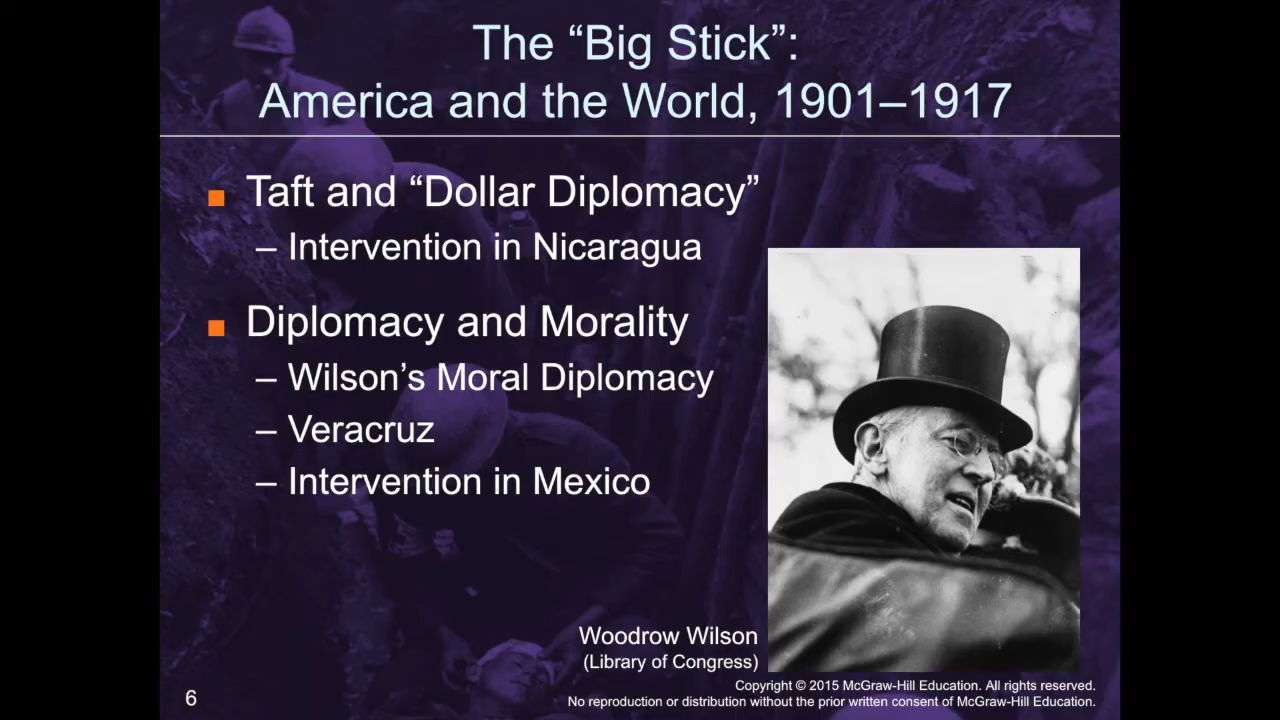 The “Big Stick”:
America and the World, 1901–1917
■ Taft and “Dollar Diplomacy”
– Intervention in Nicaragua
■ Diplomacy and Morality
– Wilson’s Moral Diplomacy
– Veracruz
– Intervention in Mexico
Woodrow Wilson
(Library of Congress)
6
Copyright © 2015 McGraw-Hill Education. All rights reserved.
No reproduction or distribution without the prior written consent of McGraw-Hill Education.